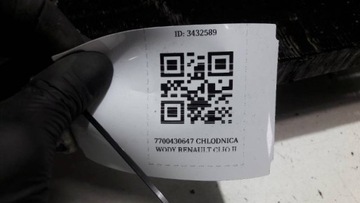 ID: 3432589
7700430647 CHLODNICA
WODY RENAULT CLIO II